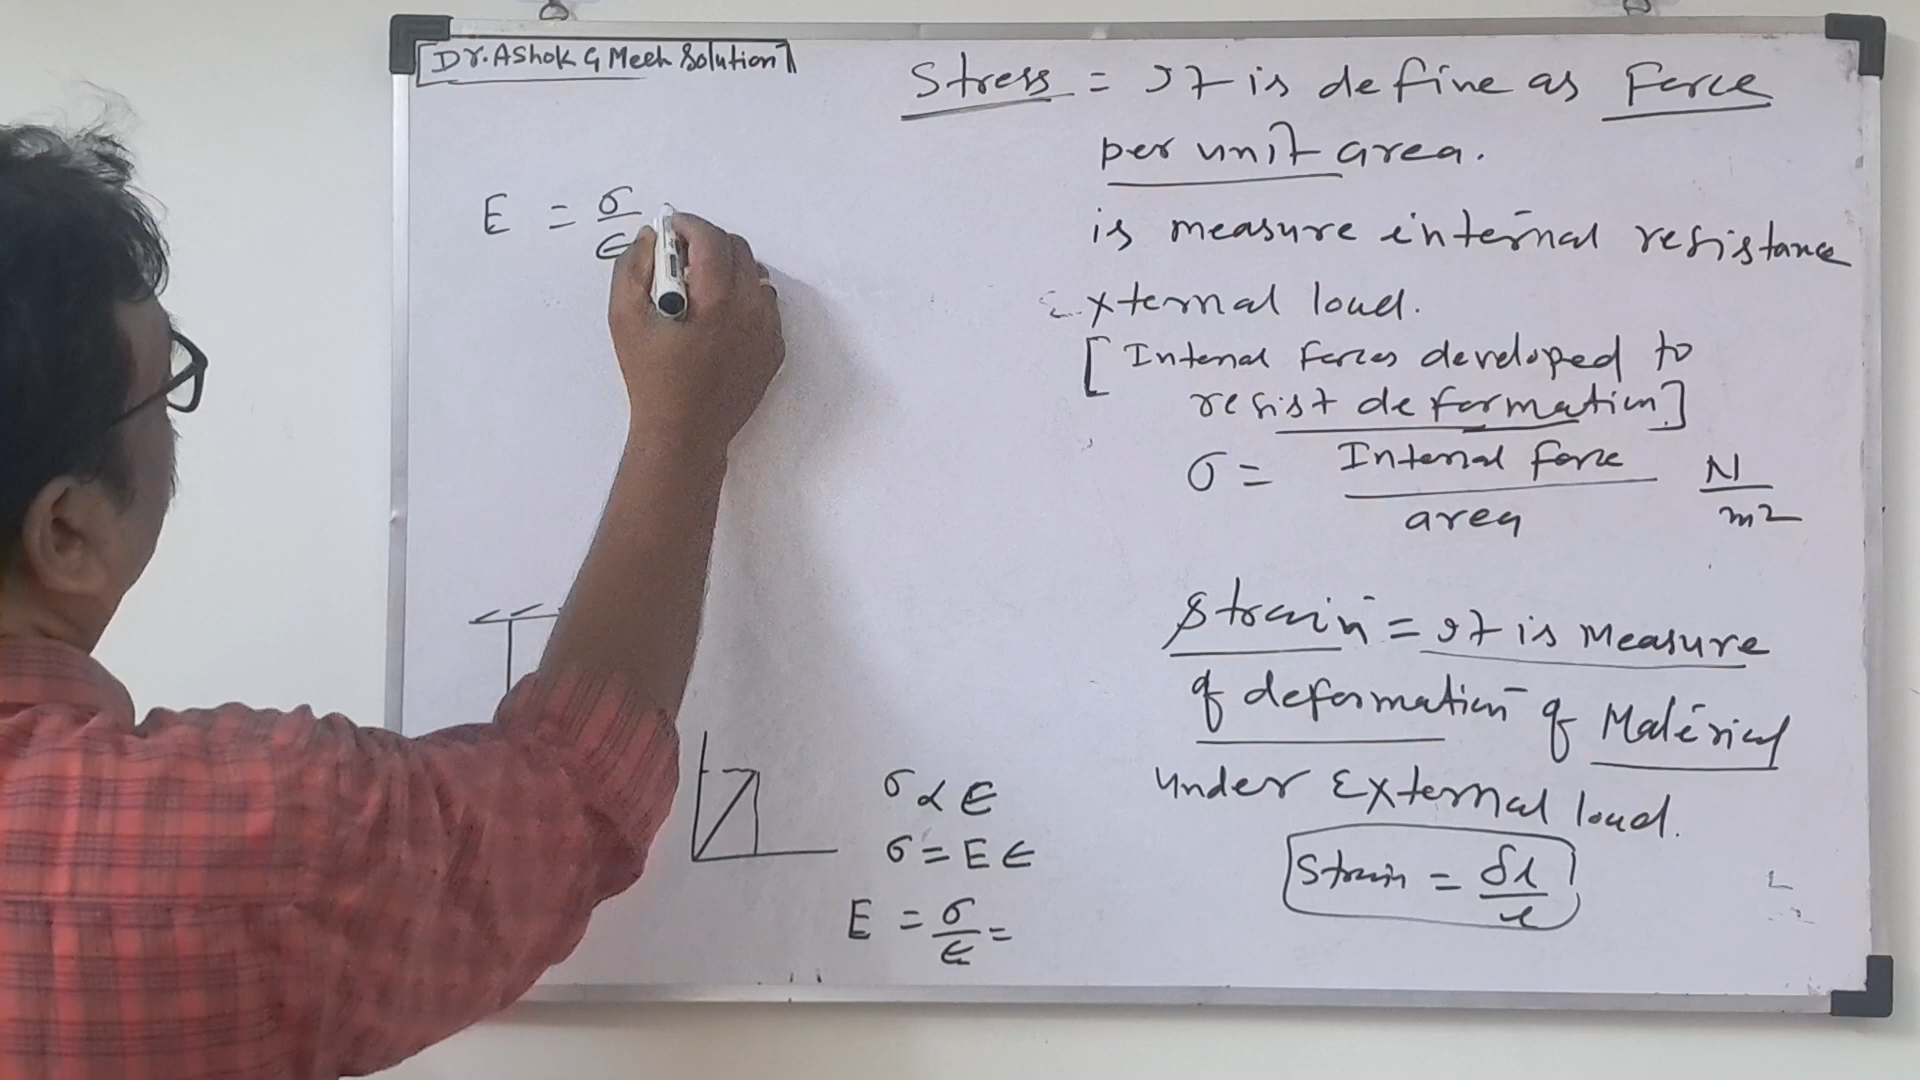 Dr. Ashok G Mech Solution
Stress = It is define as Force
per unit area.
is measure internal resistance
External load.
[Internal forces developed to
resist deformation]
σ = Internal force / area N/m2
Strain = It is Measure
of deformation of Material
under External load.
Strain = δl/l
E = σ/ϵ
σ ∝ ϵ
σ = E ϵ
E = σ/ϵ =